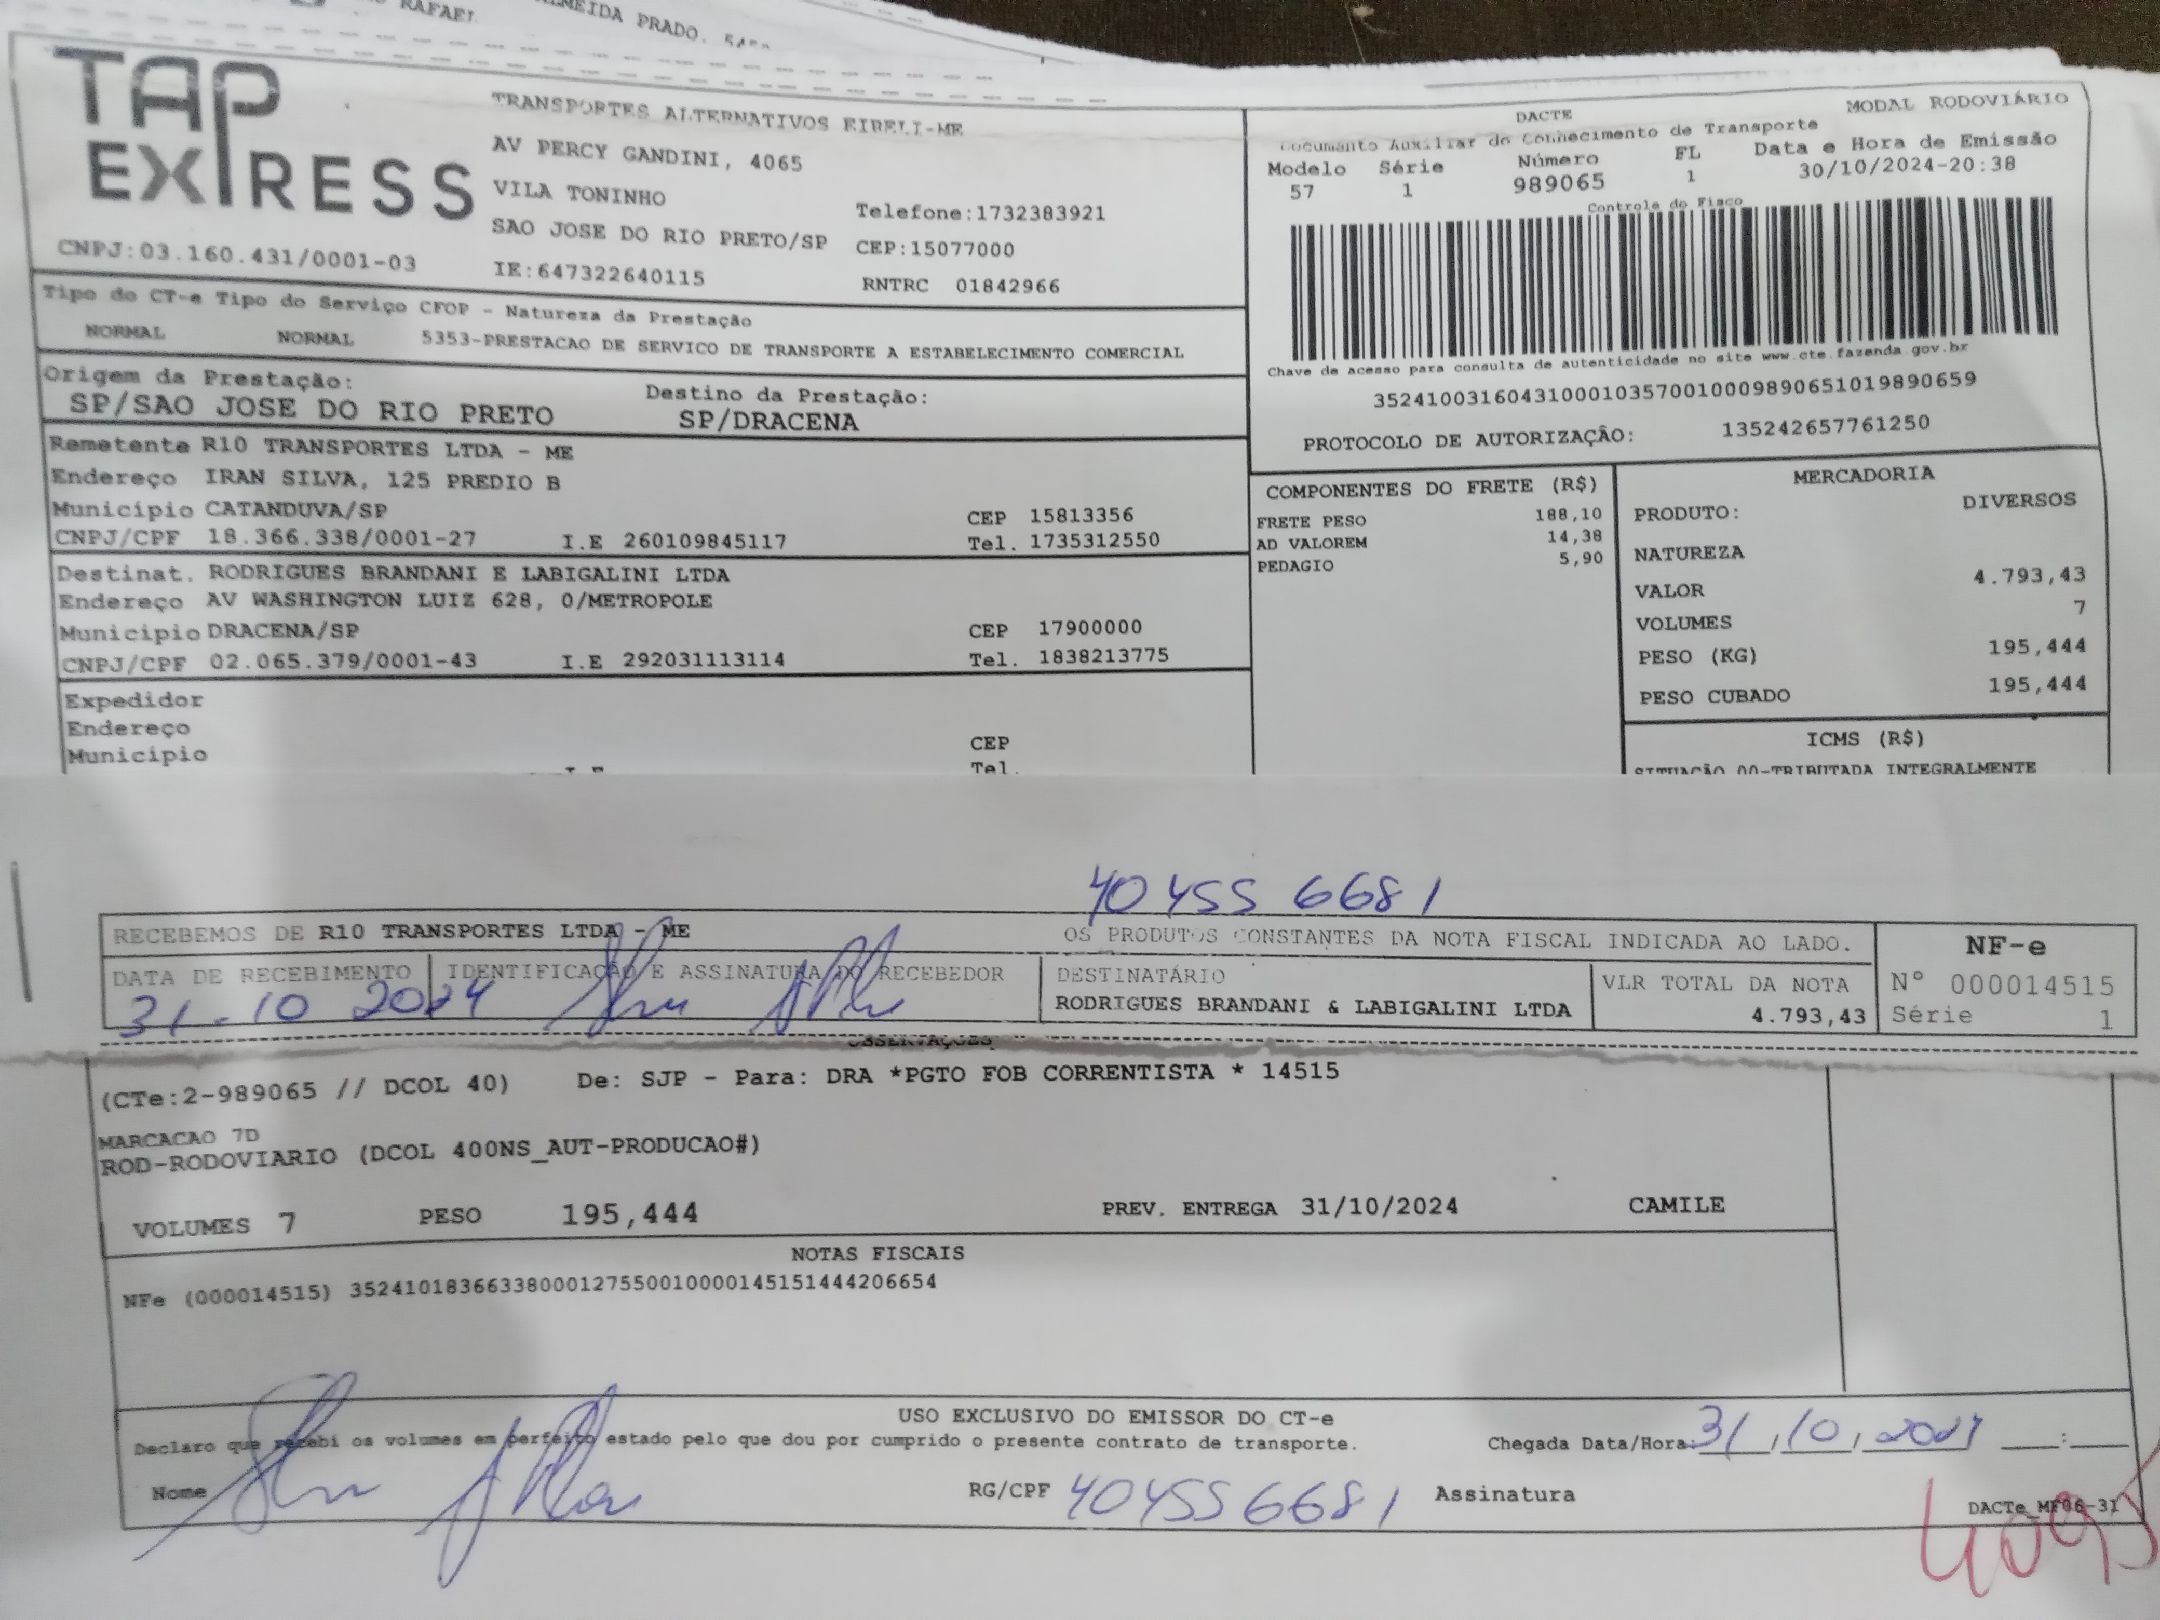 RAFAEL
ALMEIDA PRADO,
TAP EXPRESS
TRANSPORTES ALTERNATIVOS EIRELI-ME
AV PERCY GANDINI, 4065
VILA TONINHO
Telefone:1732383921
SAO JOSE DO RIO PRETO/SP CEP:15077000
CNPJ:03.160.431/0001-03
IE:647322640115 RNTRC 01842966
DACTE MODAL RODOVIÁRIO
Documento Auxiliar do Conhecimento de Transporte
Modelo Série Número FL Data e Hora de Emissão
57 1 989065 1 30/10/2024-20:38
Controle do Fisco
Chave de acesso para consulta de autenticidade no site www.cte.fazenda.gov.br
35241003160431000103570010009890651019890659
PROTOCOLO DE AUTORIZAÇÃO: 135242657761250
Tipo do CT-e Tipo do Serviço CFOP - Natureza da Prestação
NORMAL NORMAL 5353-PRESTACAO DE SERVICO DE TRANSPORTE A ESTABELECIMENTO COMERCIAL
Origem da Prestação: Destino da Prestação:
SP/SAO JOSE DO RIO PRETO SP/DRACENA
Remetente R10 TRANSPORTES LTDA - ME
Endereço IRAN SILVA, 125 PREDIO B
Município CATANDUVA/SP CEP 15813356
CNPJ/CPF 18.366.338/0001-27 I.E 260109845117 Tel. 1735312550
Destinat. RODRIGUES BRANDANI E LABIGALINI LTDA
Endereço AV WASHINGTON LUIZ 628, 0/METROPOLE
Município DRACENA/SP CEP 17900000
CNPJ/CPF 02.065.379/0001-43 I.E 292031113114 Tel. 1838213775
Expedidor
Endereço
Município CEP
Tel.
COMPONENTES DO FRETE (R$)
FRETE PESO 188,10
AD VALOREM 14,38
PEDAGIO 5,90
MERCADORIA
PRODUTO: DIVERSOS
NATUREZA
VALOR 4.793,43
VOLUMES 7
PESO (KG) 195,444
PESO CUBADO 195,444
ICMS (R$)
SITUAÇÃO 00-TRIBUTADA INTEGRALMENTE
40455 6681
RECEBEMOS DE R10 TRANSPORTES LTDA - ME OS PRODUTOS CONSTANTES DA NOTA FISCAL INDICADA AO LADO.
DATA DE RECEBIMENTO IDENTIFICAÇÃO E ASSINATURA DO RECEBEDOR
31.10 2024
DESTINATÁRIO
RODRIGUES BRANDANI & LABIGALINI LTDA
VLR TOTAL DA NOTA
4.793,43
NF-e
N° 000014515
Série 1
OBSERVAÇÕES
(CTe:2-989065 // DCOL 40) De: SJP - Para: DRA *PGTO FOB CORRENTISTA * 14515
MARCACAO 7D
ROD-RODOVIARIO (DCOL 400NS_AUT-PRODUCAO#)
VOLUMES 7 PESO 195,444 PREV. ENTREGA 31/10/2024 CAMILE
NOTAS FISCAIS
NFe (000014515) 35241018366338000127550010000145151444206654
USO EXCLUSIVO DO EMISSOR DO CT-e
Declaro que recebi os volumes em perfeito estado pelo que dou por cumprido o presente contrato de transporte. Chegada Data/Hora: 31,10,2024 :
Nome RG/CPF 40455 6681 Assinatura
DACTe_MF06-31